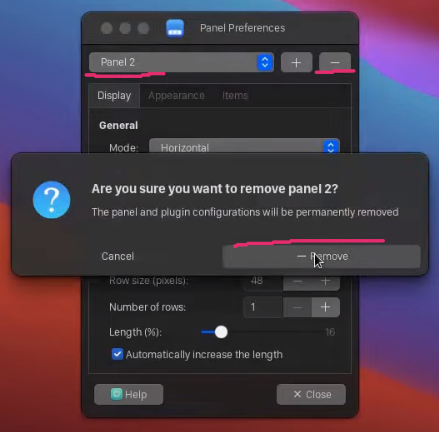 Panel Preferences
Panel 2
Display Appearance Items
General
Mode: Horizontal
Are you sure you want to remove panel 2?
The panel and plugin configurations will be permanently removed
Cancel Remove
Row size (pixels): 48
Number of rows: 1
Length (%): 16
Automatically increase the length
Help Close